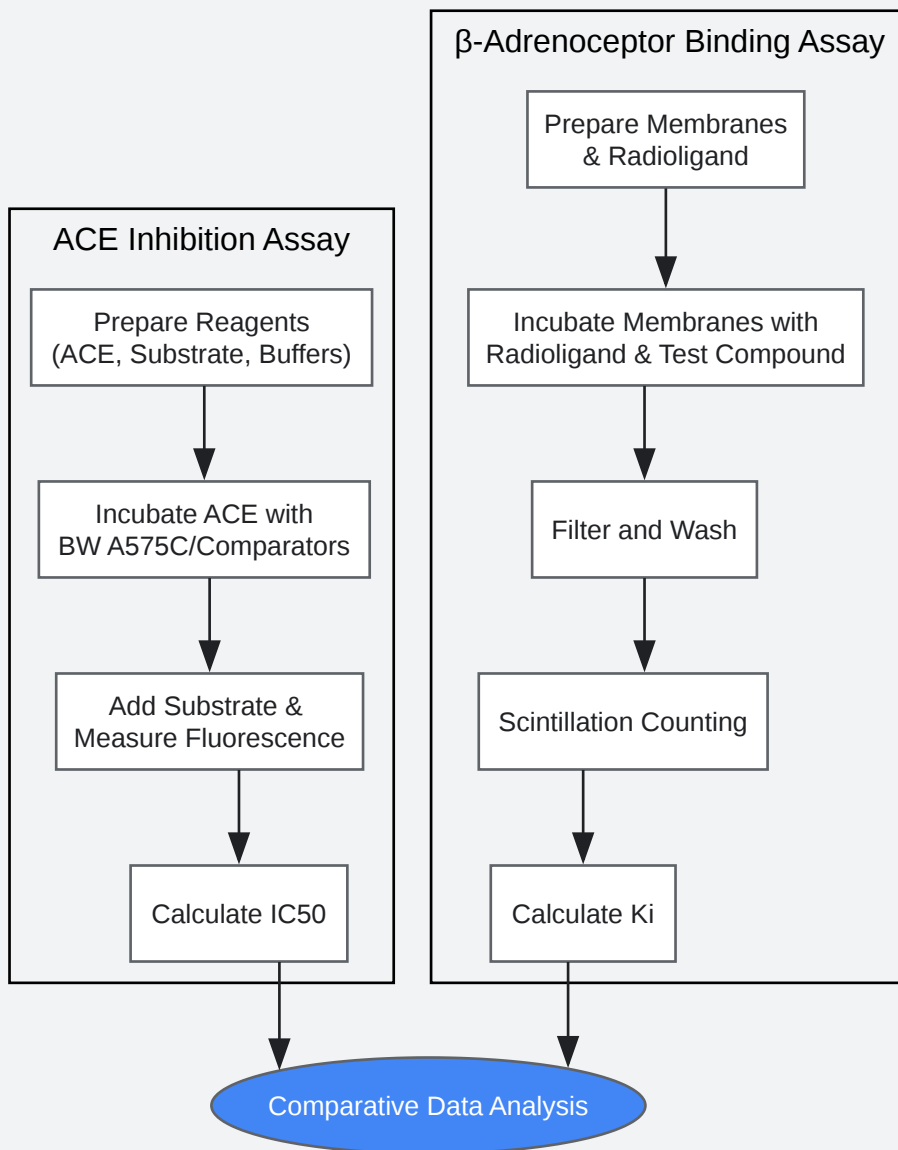 ACE Inhibition Assay
Prepare Reagents
(ACE, Substrate, Buffers)
Incubate ACE with
BW A575C/Comparators
Add Substrate &
Measure Fluorescence
Calculate IC50
β-Adrenoceptor Binding Assay
Prepare Membranes
& Radioligand
Incubate Membranes with
Radioligand & Test Compound
Filter and Wash
Scintillation Counting
Calculate Ki
Comparative Data Analysis